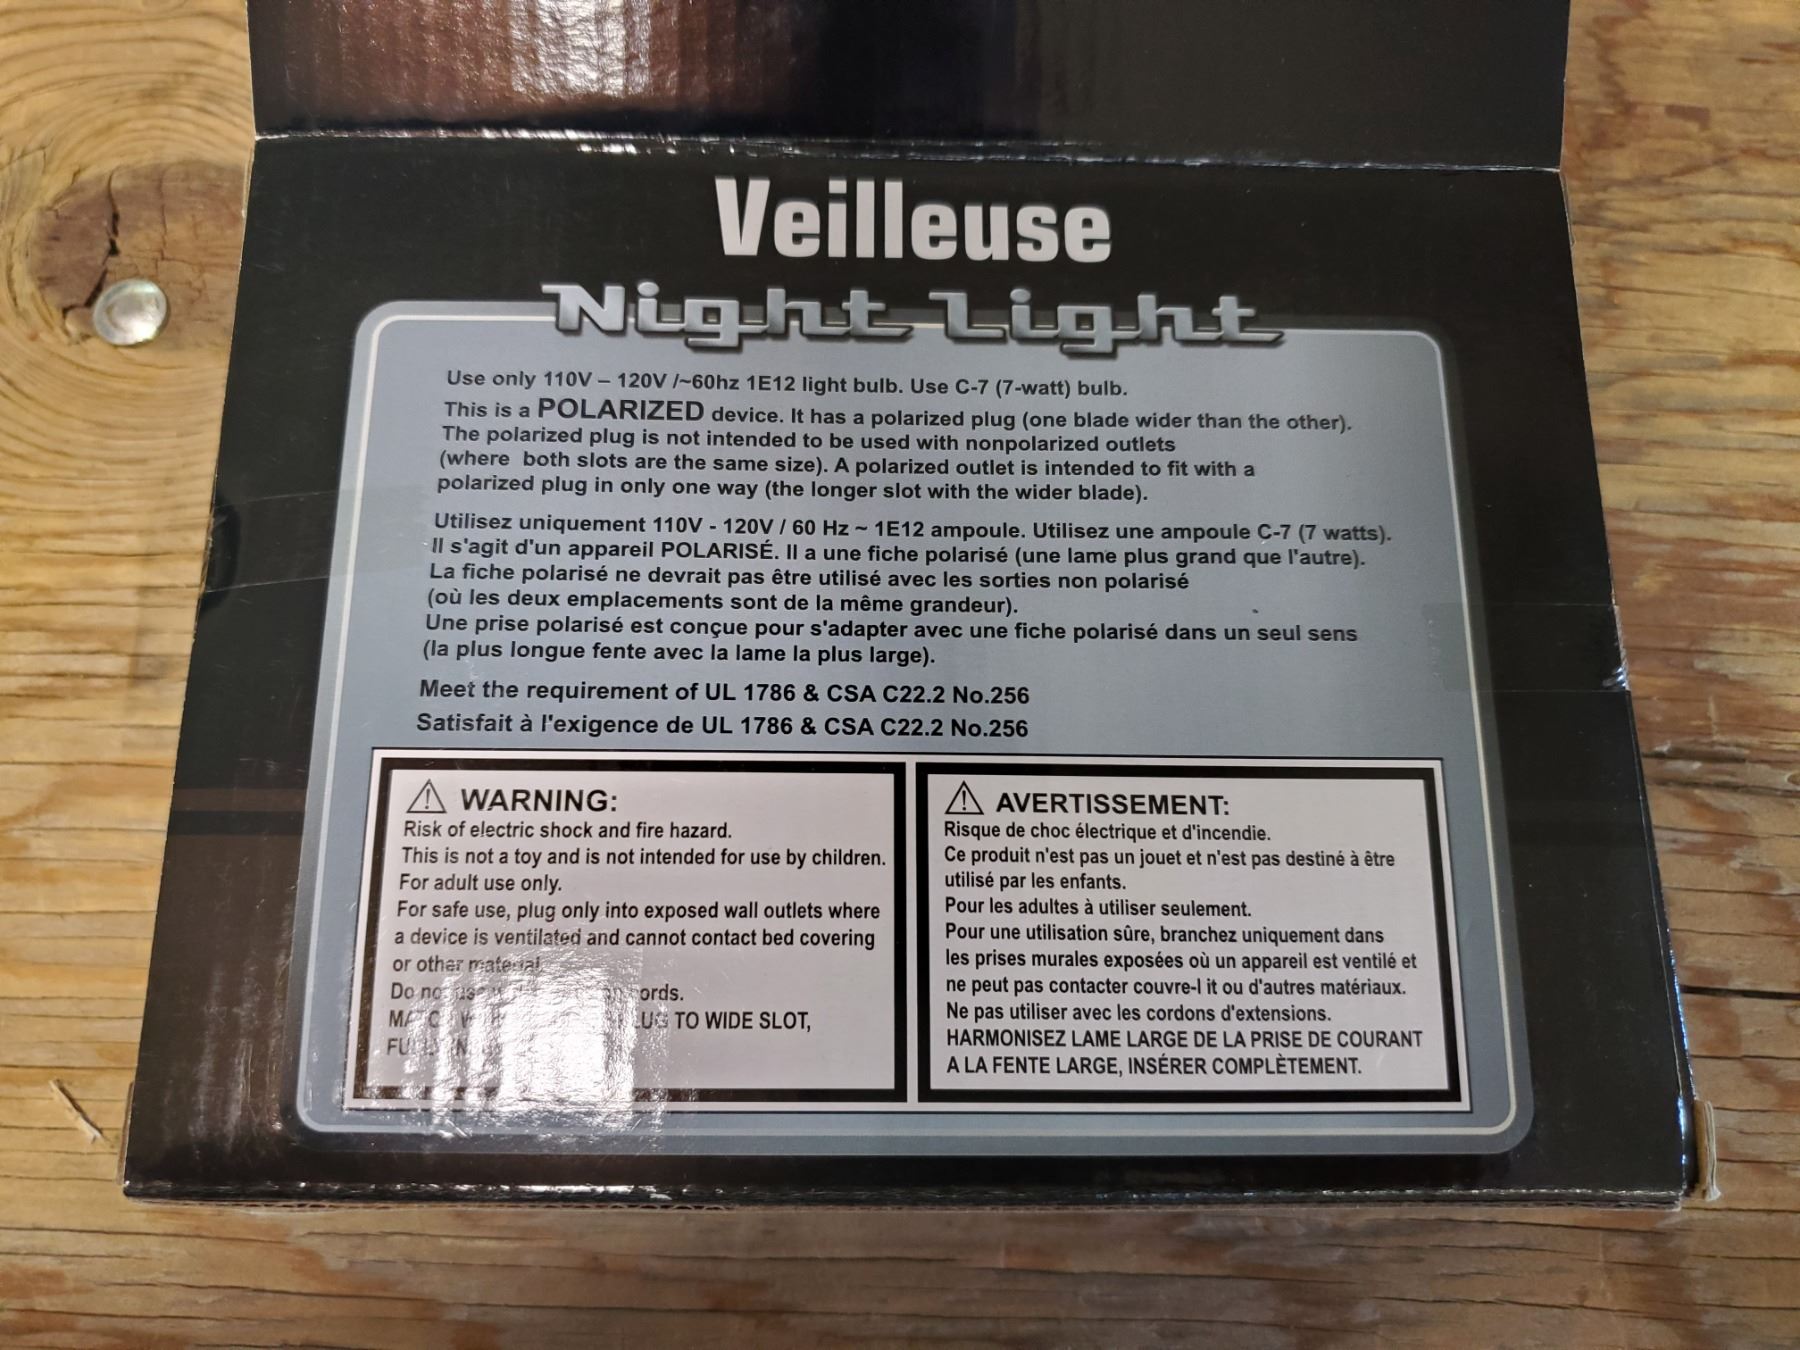 Veilleuse
Night Light
Use only 110V – 120V /~60hz 1E12 light bulb. Use C-7 (7-watt) bulb.
This is a POLARIZED device. It has a polarized plug (one blade wider than the other).
The polarized plug is not intended to be used with nonpolarized outlets
(where both slots are the same size). A polarized outlet is intended to fit with a
polarized plug in only one way (the longer slot with the wider blade).
Utilisez uniquement 110V - 120V / 60 Hz ~ 1E12 ampoule. Utilisez une ampoule C-7 (7 watts).
Il s'agit d'un appareil POLARISÉ. Il a une fiche polarisé (une lame plus grand que l'autre).
La fiche polarisé ne devrait pas être utilisé avec les sorties non polarisé
(où les deux emplacements sont de la même grandeur).
Une prise polarisé est conçue pour s'adapter avec une fiche polarisé dans un seul sens
(la plus longue fente avec la lame la plus large).
Meet the requirement of UL 1786 & CSA C22.2 No.256
Satisfait à l'exigence de UL 1786 & CSA C22.2 No.256
WARNING:
Risk of electric shock and fire hazard.
This is not a toy and is not intended for use by children.
For adult use only.
For safe use, plug only into exposed wall outlets where
a device is ventilated and cannot contact bed covering
or other material.
Do not use
TO WIDE SLOT,
AVERTISSEMENT:
Risque de choc électrique et d'incendie.
Ce produit n'est pas un jouet et n'est pas destiné à être
utilisé par les enfants.
Pour les adultes à utiliser seulement.
Pour une utilisation sûre, branchez uniquement dans
les prises murales exposées où un appareil est ventilé et
ne peut pas contacter couvre-l it ou d'autres matériaux.
Ne pas utiliser avec les cordons d'extensions.
HARMONISEZ LAME LARGE DE LA PRISE DE COURANT
A LA FENTE LARGE, INSÉRER COMPLÈTEMENT.